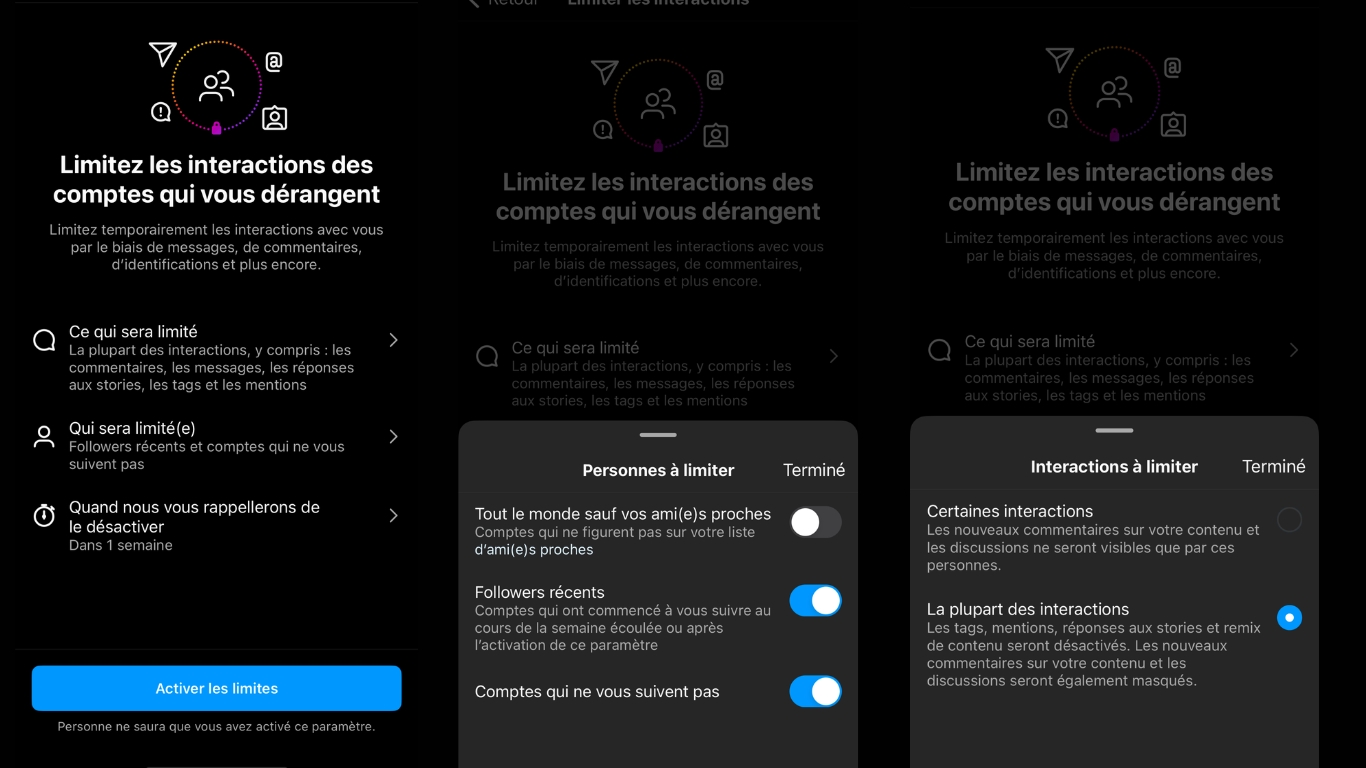 Limitez les interactions des
comptes qui vous dérangent
Limitez temporairement les interactions avec vous
par le biais de messages, de commentaires,
d'identifications et plus encore.
Ce qui sera limité
La plupart des interactions, y compris : les
commentaires, les messages, les réponses
aux stories, les tags et les mentions
Qui sera limité(e)
Followers récents et comptes qui ne vous
suivent pas
Quand nous vous rappellerons de
le désactiver
Dans 1 semaine
Activer les limites
Personne ne saura que vous avez activé ce paramètre.
Retour Limiter les interactions
Limitez les interactions des
comptes qui vous dérangent
Limitez temporairement les interactions avec vous
par le biais de messages, de commentaires,
d'identifications et plus encore.
Ce qui sera limité
La plupart des interactions, y compris : les
commentaires, les messages, les réponses
aux stories, les tags et les mentions
Personnes à limiter Terminé
Tout le monde sauf vos ami(e)s proches
Comptes qui ne figurent pas sur votre liste
d'ami(e)s proches
Followers récents
Comptes qui ont commencé à vous suivre au
cours de la semaine écoulée ou après
l'activation de ce paramètre
Comptes qui ne vous suivent pas
Limitez les interactions des
comptes qui vous dérangent
Limitez temporairement les interactions avec vous
par le biais de messages, de commentaires,
d'identifications et plus encore.
Ce qui sera limité
La plupart des interactions, y compris : les
commentaires, les messages, les réponses
aux stories, les tags et les mentions
Interactions à limiter Terminé
Certaines interactions
Les nouveaux commentaires sur votre contenu et
les discussions ne seront visibles que par ces
personnes.
La plupart des interactions
Les tags, mentions, réponses aux stories et remix
de contenu seront désactivés. Les nouveaux
commentaires sur votre contenu et les
discussions seront également masqués.